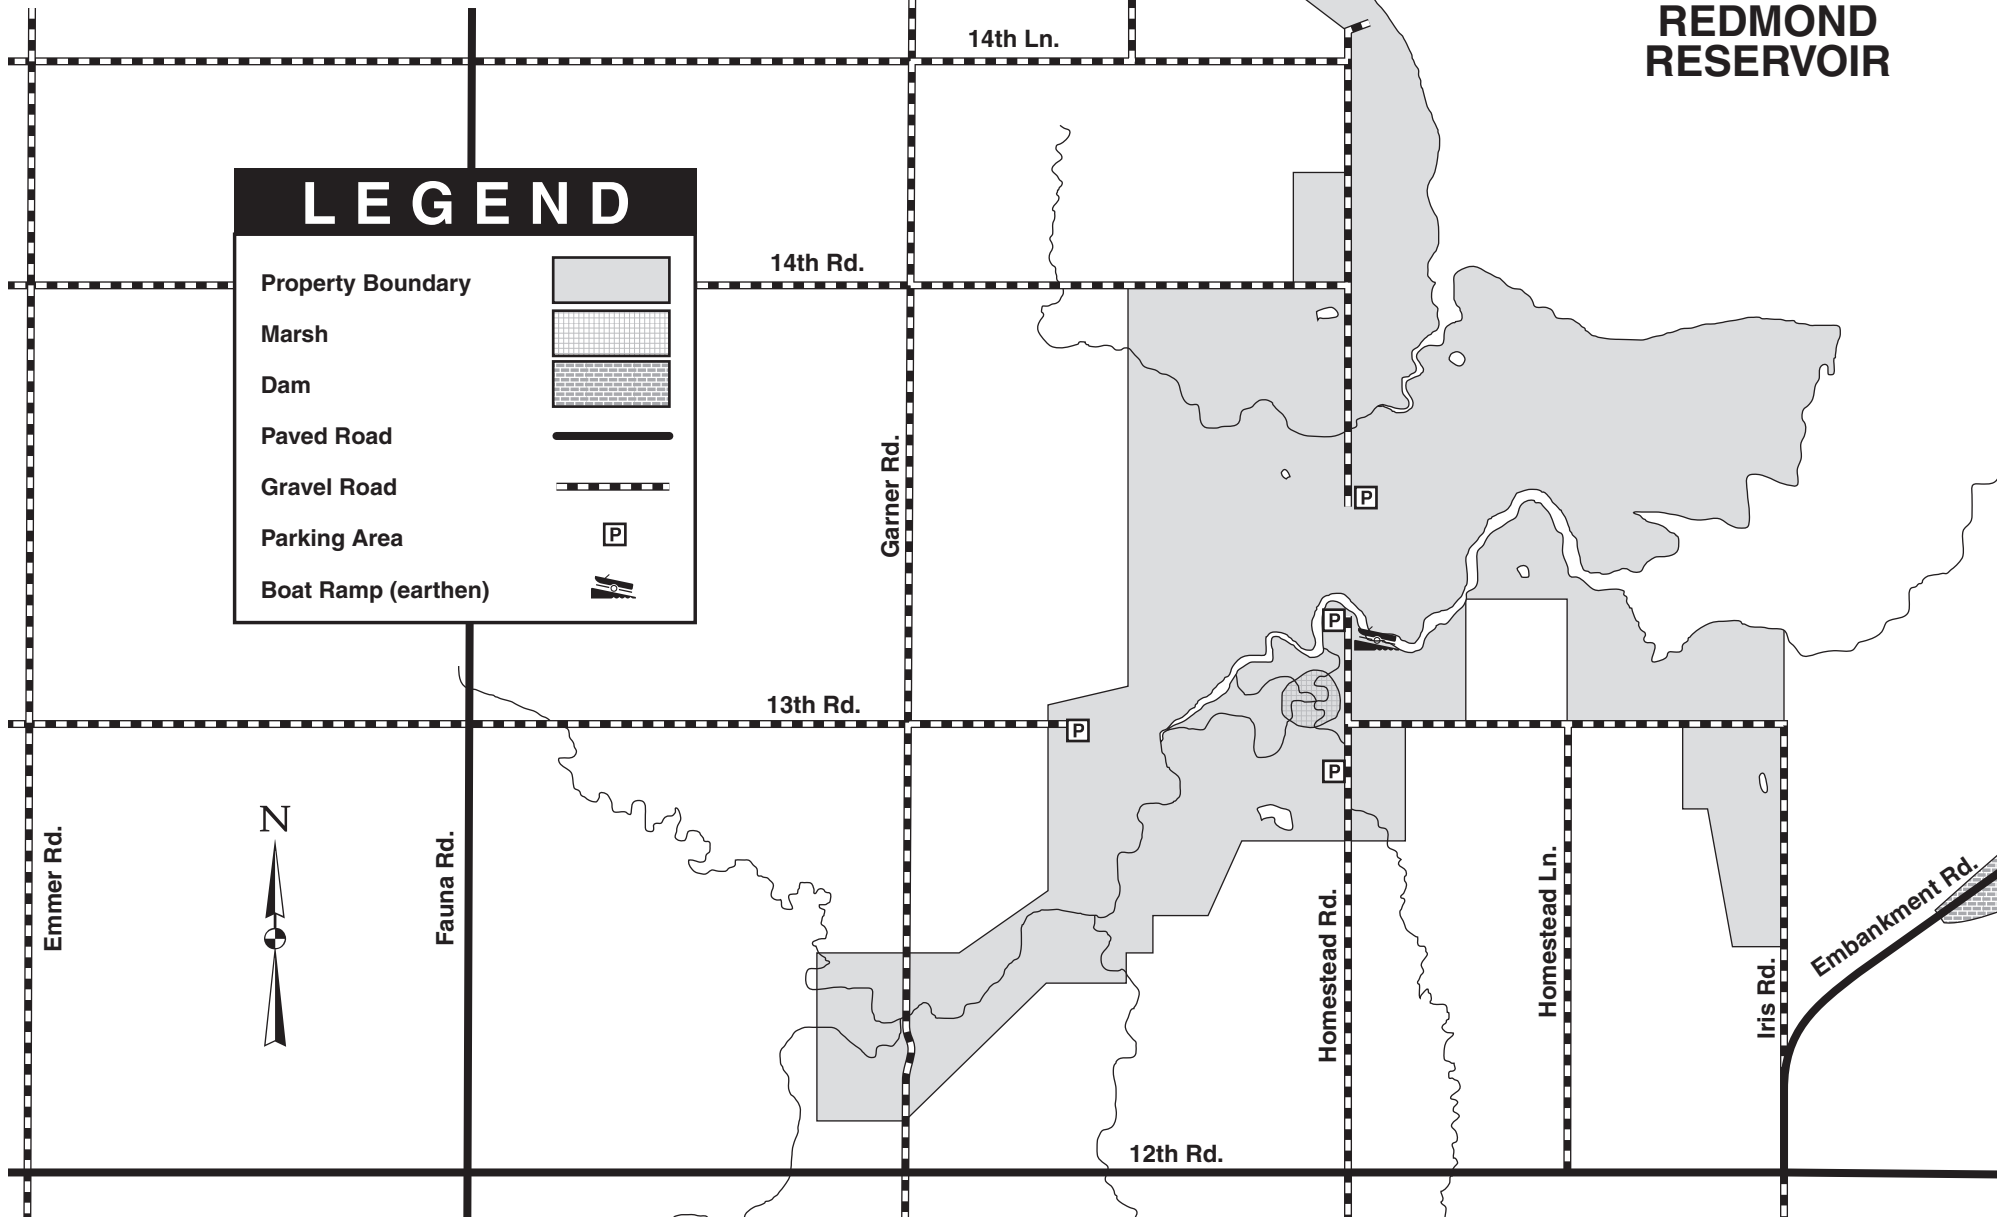 REDMOND
RESERVOIR
14th Ln.
LEGEND
Property Boundary
Marsh
Dam
Paved Road
Gravel Road
Parking Area
P
Boat Ramp (earthen)
14th Rd.
Garner Rd.
P
P
13th Rd.
P
P
N
Emmer Rd.
Fauna Rd.
Homestead Rd.
Homestead Ln.
Iris Rd.
Embankment Rd.
12th Rd.